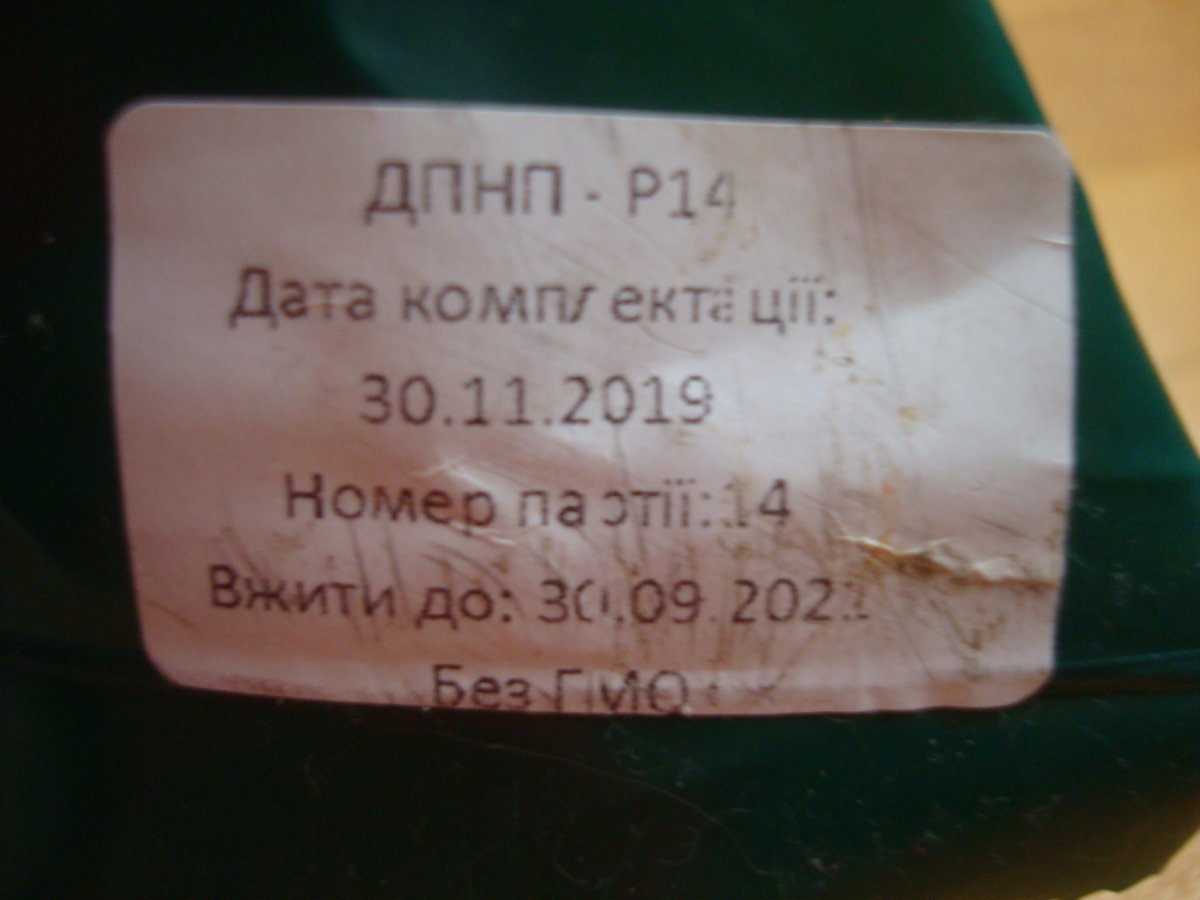 ДПНП - Р14
Дата комплектації:
30.11.2019
Номер партії:14
Вжити до:
Без ГМО